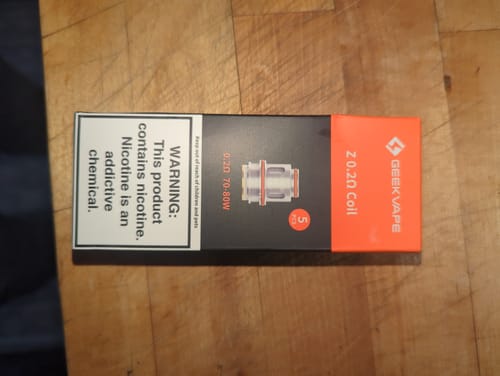 GEEKVAPE
Z 0.2Ω Coil
5
PCS
0.2Ω 70-80W
Keep out of reach of children and pets
WARNING:
This product
contains nicotine.
Nicotine is an
addictive
chemical.